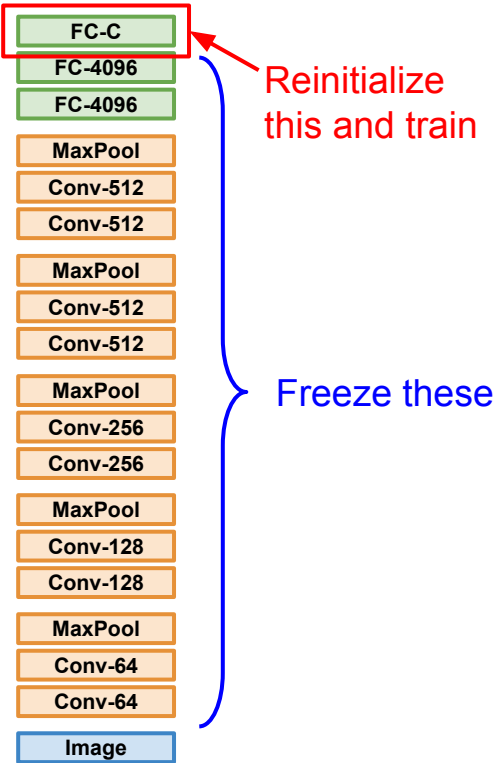 FC-C
FC-4096
FC-4096
Reinitialize
this and train
MaxPool
Conv-512
Conv-512
MaxPool
Conv-512
Conv-512
MaxPool
Conv-256
Conv-256
Freeze these
MaxPool
Conv-128
Conv-128
MaxPool
Conv-64
Conv-64
Image